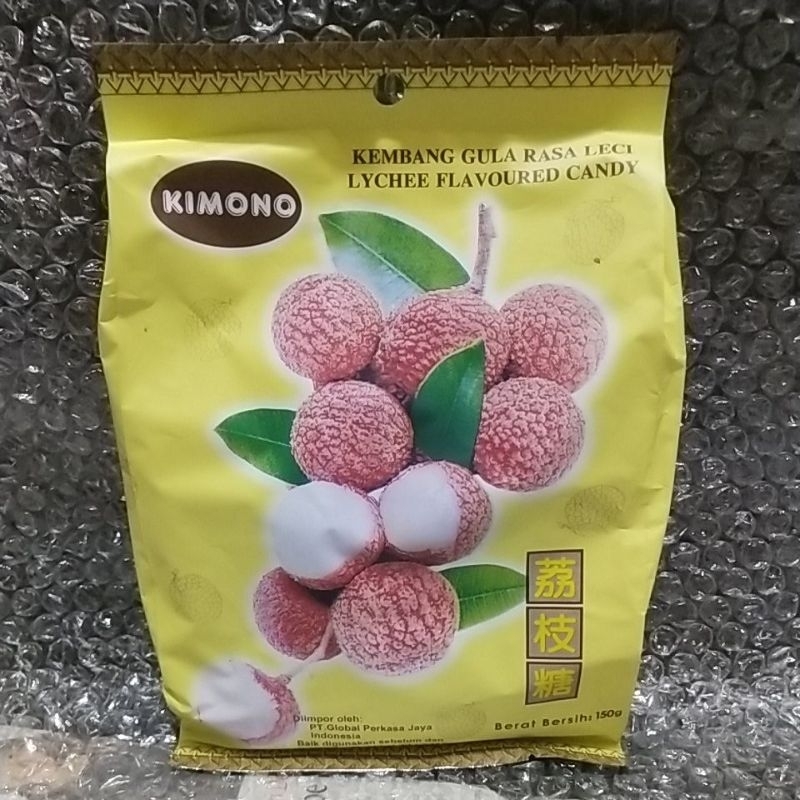 KIMONO
KEMBANG GULA RASA LECI
LYCHEE FLAVOURED CANDY
荔
枝
糖
Diimpor oleh:
PT.Global Perkasa Jaya
Indonesia
Baik digunakan sebelum dan
Berat Bersih: 150g